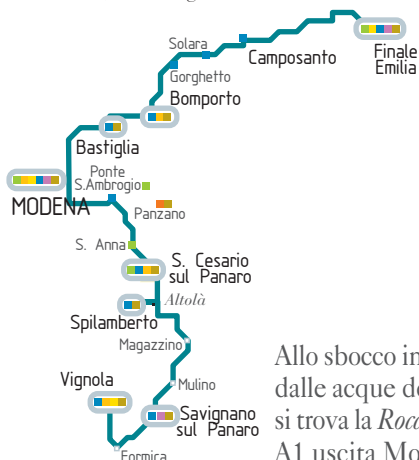 Solara
Camposanto
Finale
Emilia
Gorghetto
Bomporto
Bastiglia
Ponte
S.Ambrogio
MODENA
Panzano
S. Anna
S. Cesario
sul Panaro
Altolà
Spilamberto
Magazzino
Vignola
Mulino
Savignano
sul Panaro
Formica
Allo sbocco in
dalle acque de
si trova la Roc
A1 uscita Mo